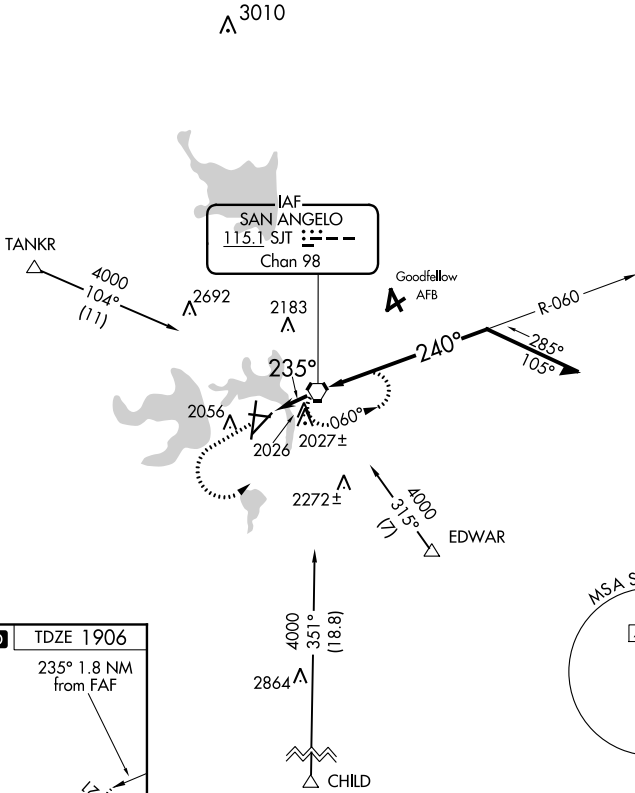 3010
IAF
SAN ANGELO
115.1 SJT
Chan 98
TANKR
4000
104°
(11)
2692
2183
Goodfellow
AFB
R-060
285°
105°
240°
235°
060°
2056
2026
2027±
2272±
4000
315°
(7)
EDWAR
4000
351°
(18.8)
2864
CHILD
MSA S
TDZE 1906
235° 1.8 NM
from FAF